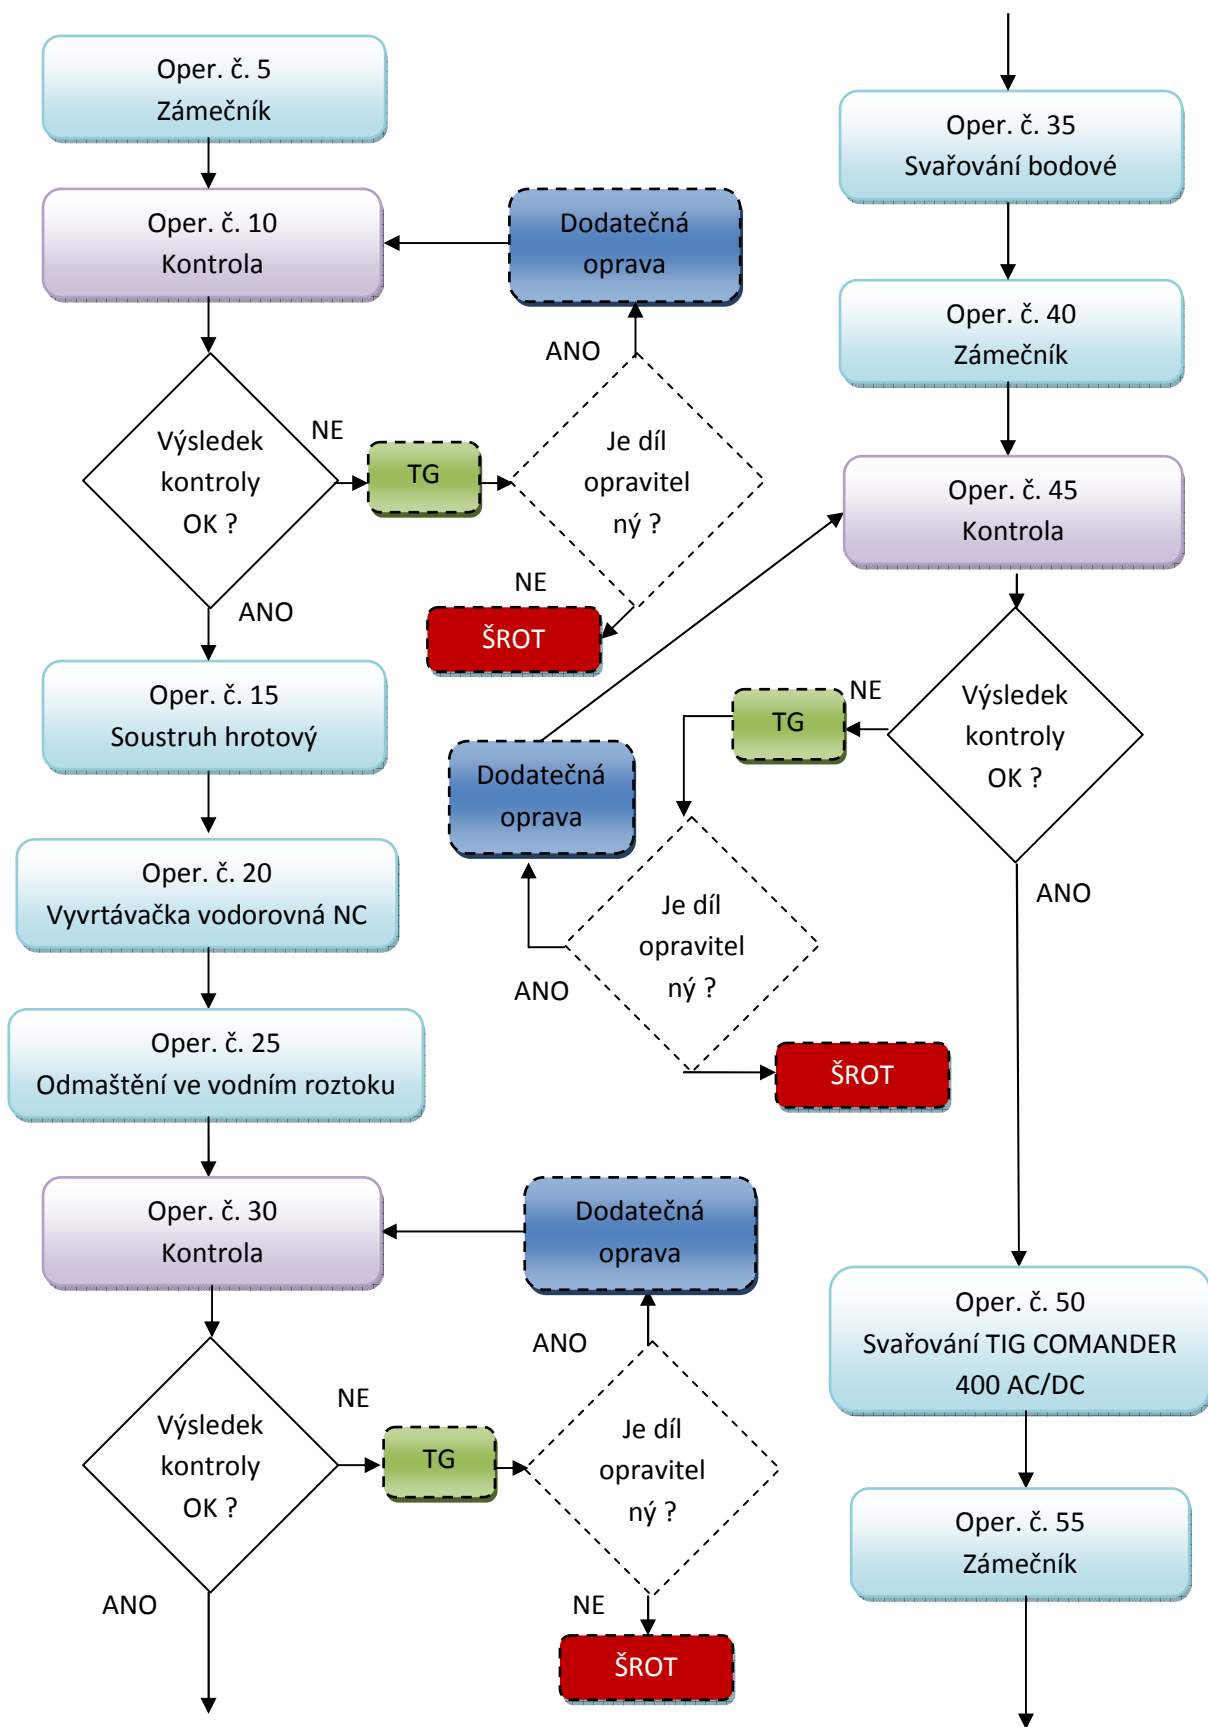 Oper. č. 5
Zámečník
Oper. č. 10
Kontrola
Dodatečná
oprava
ANO
Výsledek
kontroly
OK ?
NE
TG
Je díl
opravitel
ný ?
NE
ŠROT
ANO
Oper. č. 15
Soustruh hrotový
Oper. č. 20
Vyvrtávačka vodorovná NC
Oper. č. 25
Odmaštění ve vodním roztoku
Oper. č. 30
Kontrola
Dodatečná
oprava
ANO
Výsledek
kontroly
OK ?
NE
TG
Je díl
opravitel
ný ?
NE
ŠROT
ANO
Oper. č. 35
Svařování bodové
Oper. č. 40
Zámečník
Oper. č. 45
Kontrola
Výsledek
kontroly
OK ?
NE
TG
Dodatečná
oprava
Je díl
opravitel
ný ?
ANO
ŠROT
ANO
Oper. č. 50
Svařování TIG COMANDER
400 AC/DC
Oper. č. 55
Zámečník